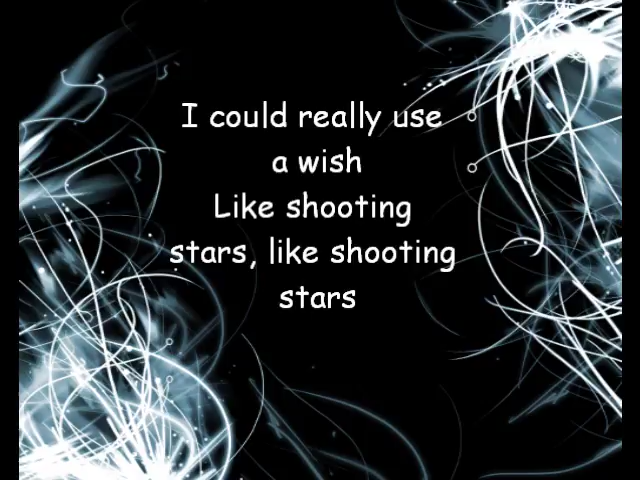 I could really use
a wish
Like shooting
stars, like shooting
stars